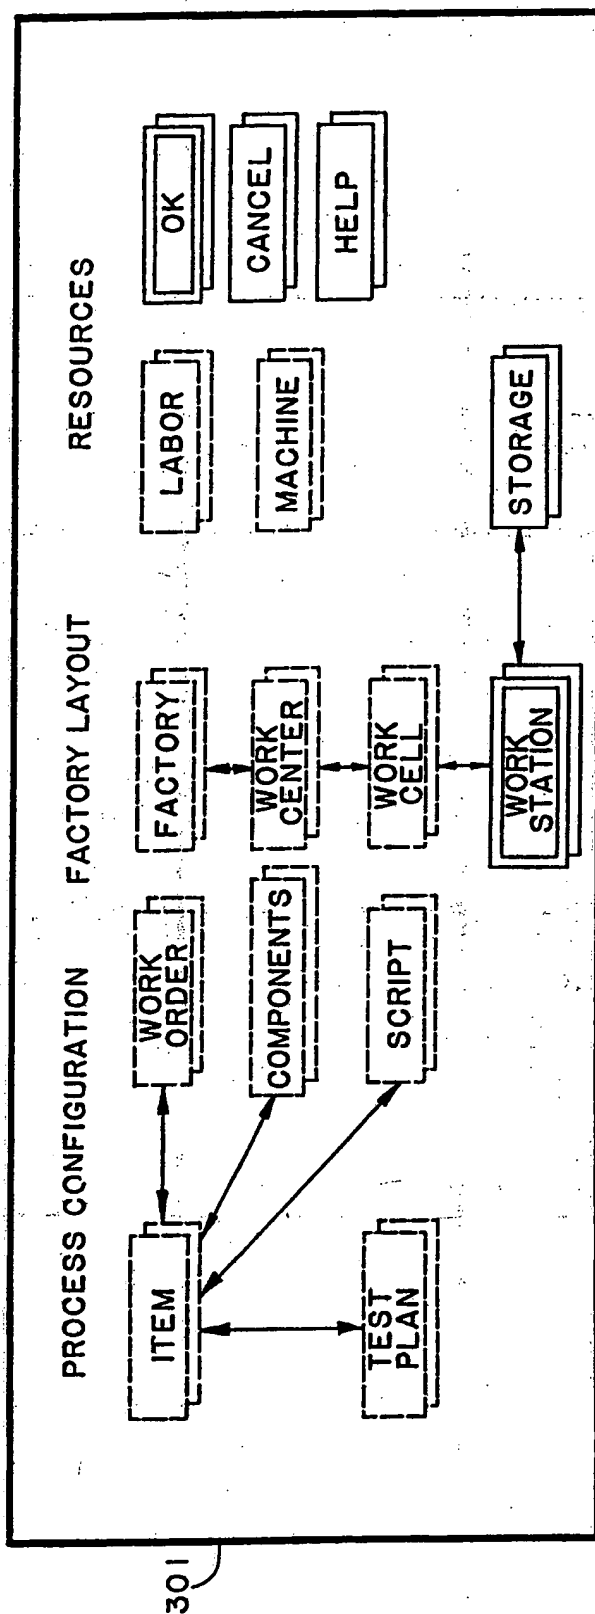 PROCESS CONFIGURATION
FACTORY LAYOUT
RESOURCES
ITEM
WORK
ORDER
COMPONENTS
SCRIPT
TEST
PLAN
FACTORY
WORK
CENTER
WORK
CELL
WORK
STATION
LABOR
MACHINE
STORAGE
OK
CANCEL
HELP
301